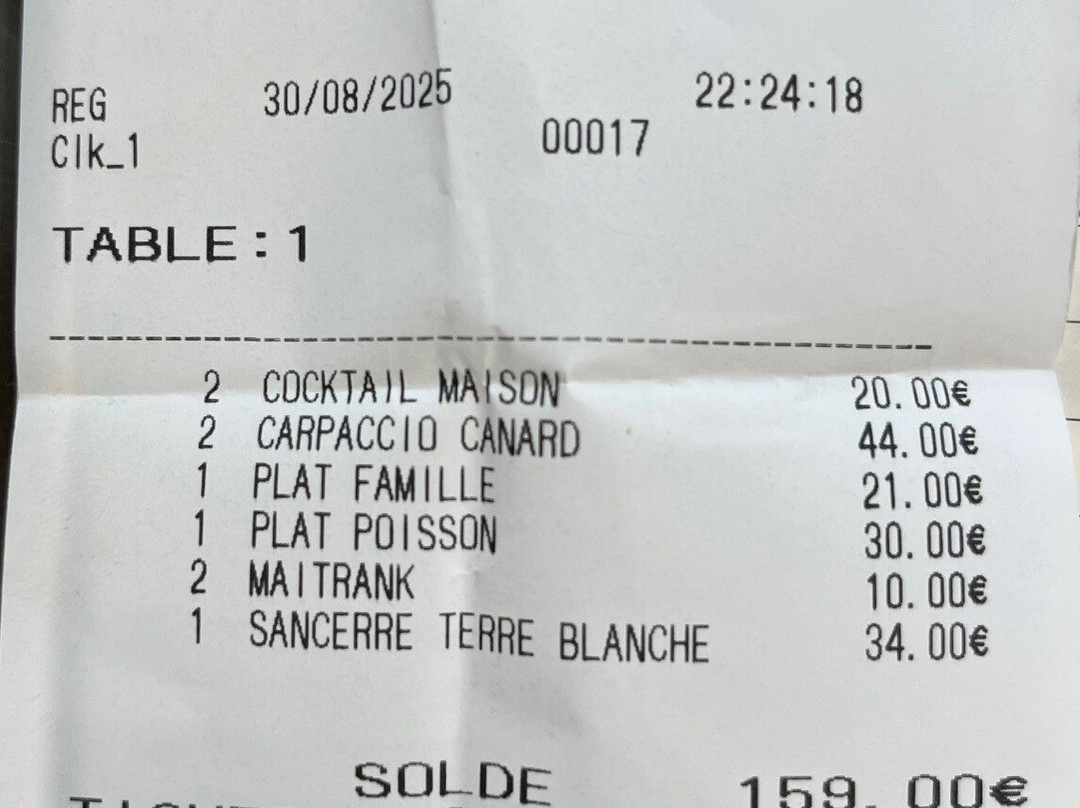 REG 30/08/2025 22:24:18
Clk_1 00017
TABLE : 1
2 COCKTAIL MAISON 20.00€
2 CARPACCIO CANARD 44.00€
1 PLAT FAMILLE 21.00€
1 PLAT POISSON 30.00€
2 MAITRANK 10.00€
1 SANCERRE TERRE BLANCHE 34.00€
SOLDE 159.00€